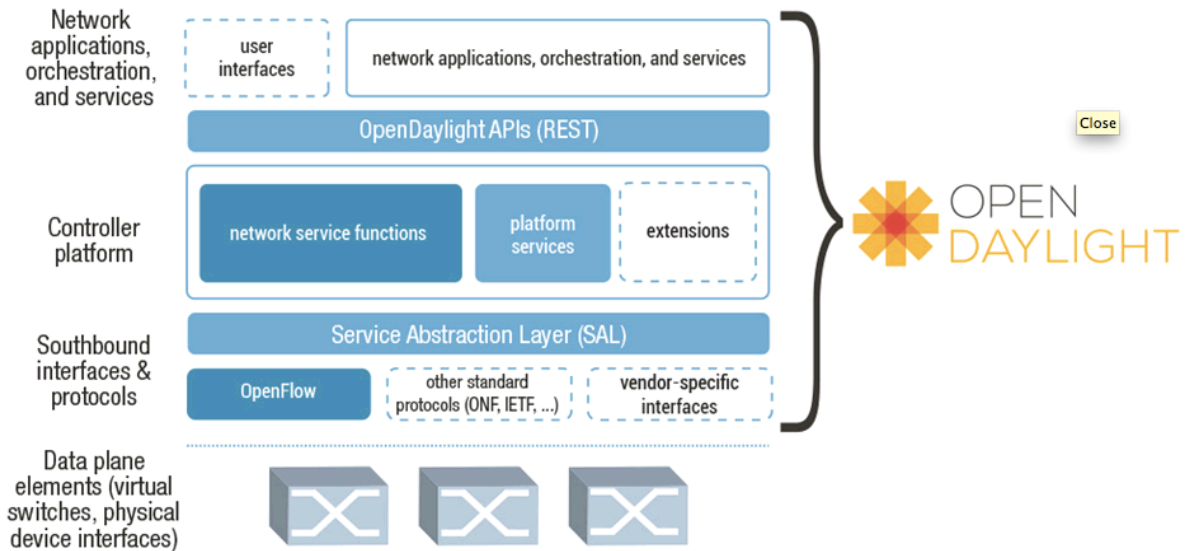 Network
applications,
orchestration,
and services
user
interfaces
network applications, orchestration, and services
OpenDaylight APIs (REST)
Close
Controller
platform
network service functions
platform
services
extensions
OPEN
DAYLIGHT
Southbound
interfaces &
protocols
Service Abstraction Layer (SAL)
OpenFlow
other standard
protocols (ONF, IETF, ...)
vendor-specific
interfaces
Data plane
elements (virtual
switches, physical
device interfaces)